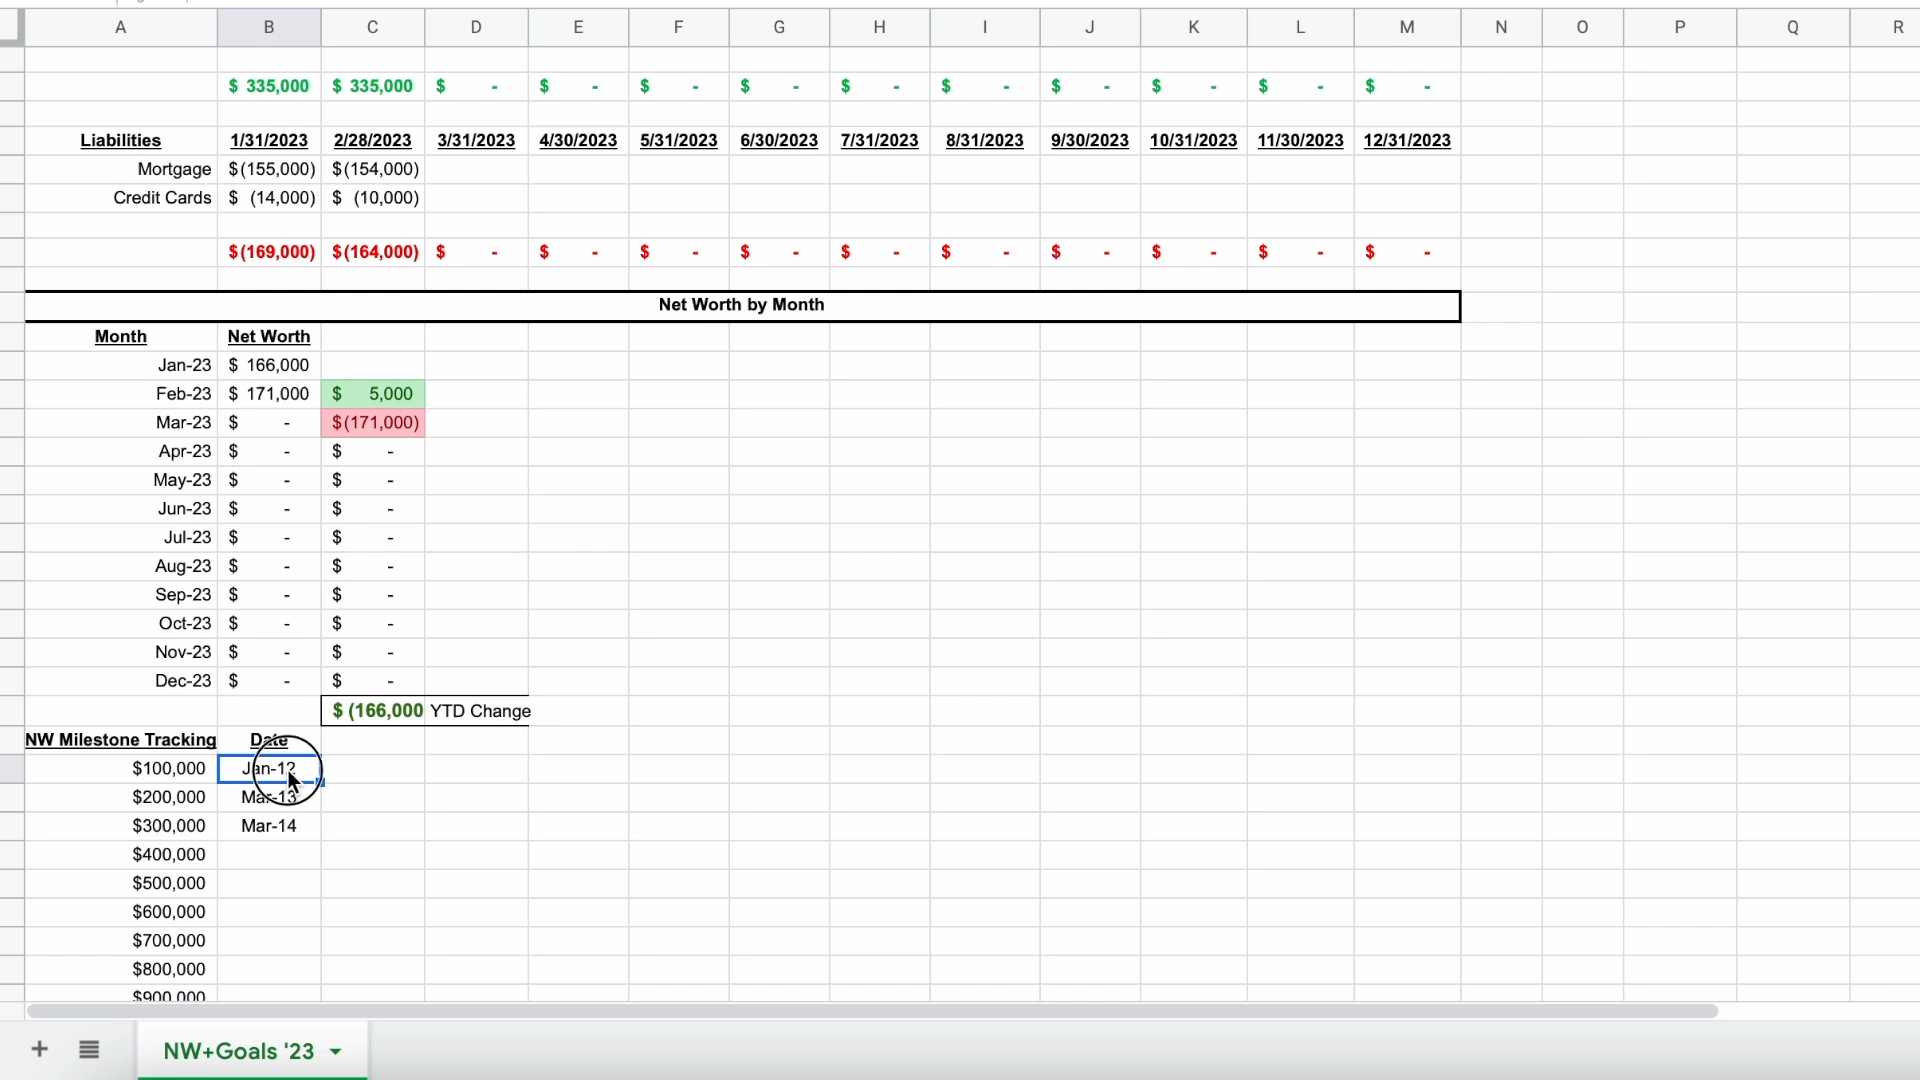 A B C D E F G H I J K L M N O P Q R
$ 335,000 $ 335,000 $ - $ - $ - $ - $ - $ - $ - $ - $ - $ -
Liabilities 1/31/2023 2/28/2023 3/31/2023 4/30/2023 5/31/2023 6/30/2023 7/31/2023 8/31/2023 9/30/2023 10/31/2023 11/30/2023 12/31/2023
Mortgage $(155,000) $(154,000)
Credit Cards $ (14,000) $ (10,000)
$(169,000) $(164,000) $ - $ - $ - $ - $ - $ - $ - $ - $ - $ -
Net Worth by Month
Month Net Worth
Jan-23 $ 166,000
Feb-23 $ 171,000 $ 5,000
Mar-23 $ - $(171,000)
Apr-23 $ - $ -
May-23 $ - $ -
Jun-23 $ - $ -
Jul-23 $ - $ -
Aug-23 $ - $ -
Sep-23 $ - $ -
Oct-23 $ - $ -
Nov-23 $ - $ -
Dec-23 $ - $ -
$ (166,000 YTD Change
NW Milestone Tracking Date
$100,000 Jan-12
$200,000 Mar-13
$300,000 Mar-14
$400,000
$500,000
$600,000
$700,000
$800,000
$900,000
NW+Goals '23